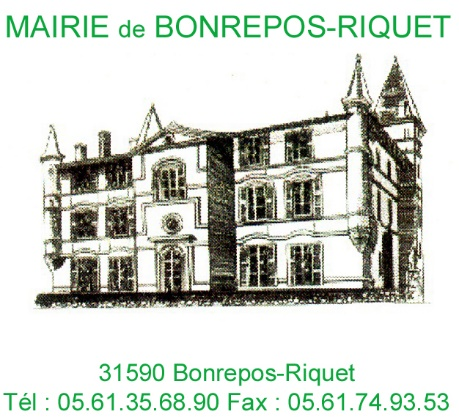 MAIRIE de BONREPOS-RIQUET
31590 Bonrepos-Riquet
Tél : 05.61.35.68.90 Fax : 05.61.74.93.53